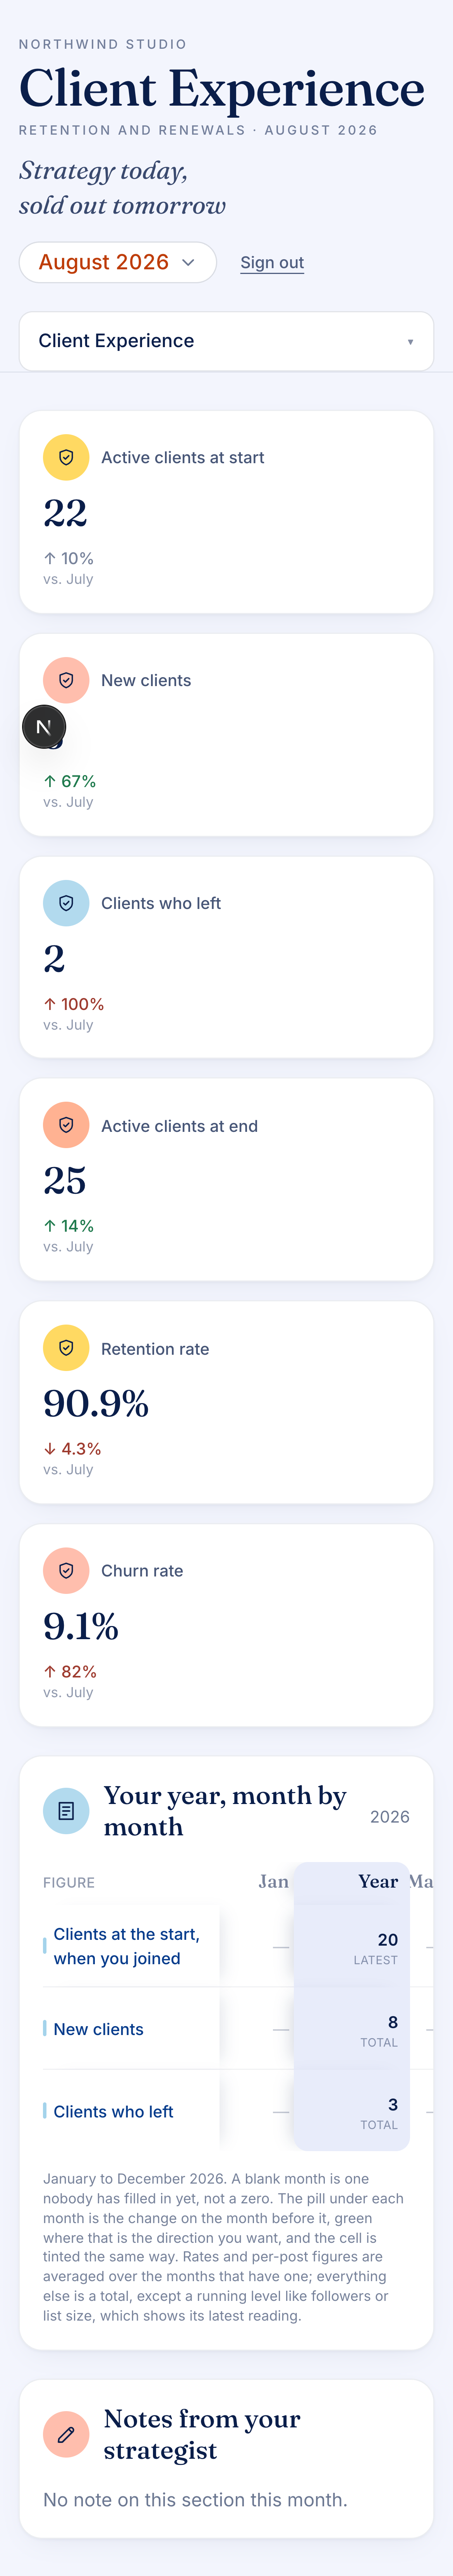 NORTHWIND STUDIO
Client Experience
RETENTION AND RENEWALS · AUGUST 2026
Strategy today,
sold out tomorrow
August 2026
Sign out
Client Experience
Active clients at start
22
↑ 10%
vs. July
New clients
N
↑ 67%
vs. July
Clients who left
2
↑ 100%
vs. July
Active clients at end
25
↑ 14%
vs. July
Retention rate
90.9%
↓ 4.3%
vs. July
Churn rate
9.1%
↑ 82%
vs. July
Your year, month by
month
2026
FIGURE Jan Year
Clients at the start,
when you joined
— 20 —
LATEST
New clients — 8 —
TOTAL
Clients who left — 3 —
TOTAL
January to December 2026. A blank month is one
nobody has filled in yet, not a zero. The pill under each
month is the change on the month before it, green
where that is the direction you want, and the cell is
tinted the same way. Rates and per-post figures are
averaged over the months that have one; everything
else is a total, except a running level like followers or
list size, which shows its latest reading.
Notes from your
strategist
No note on this section this month.